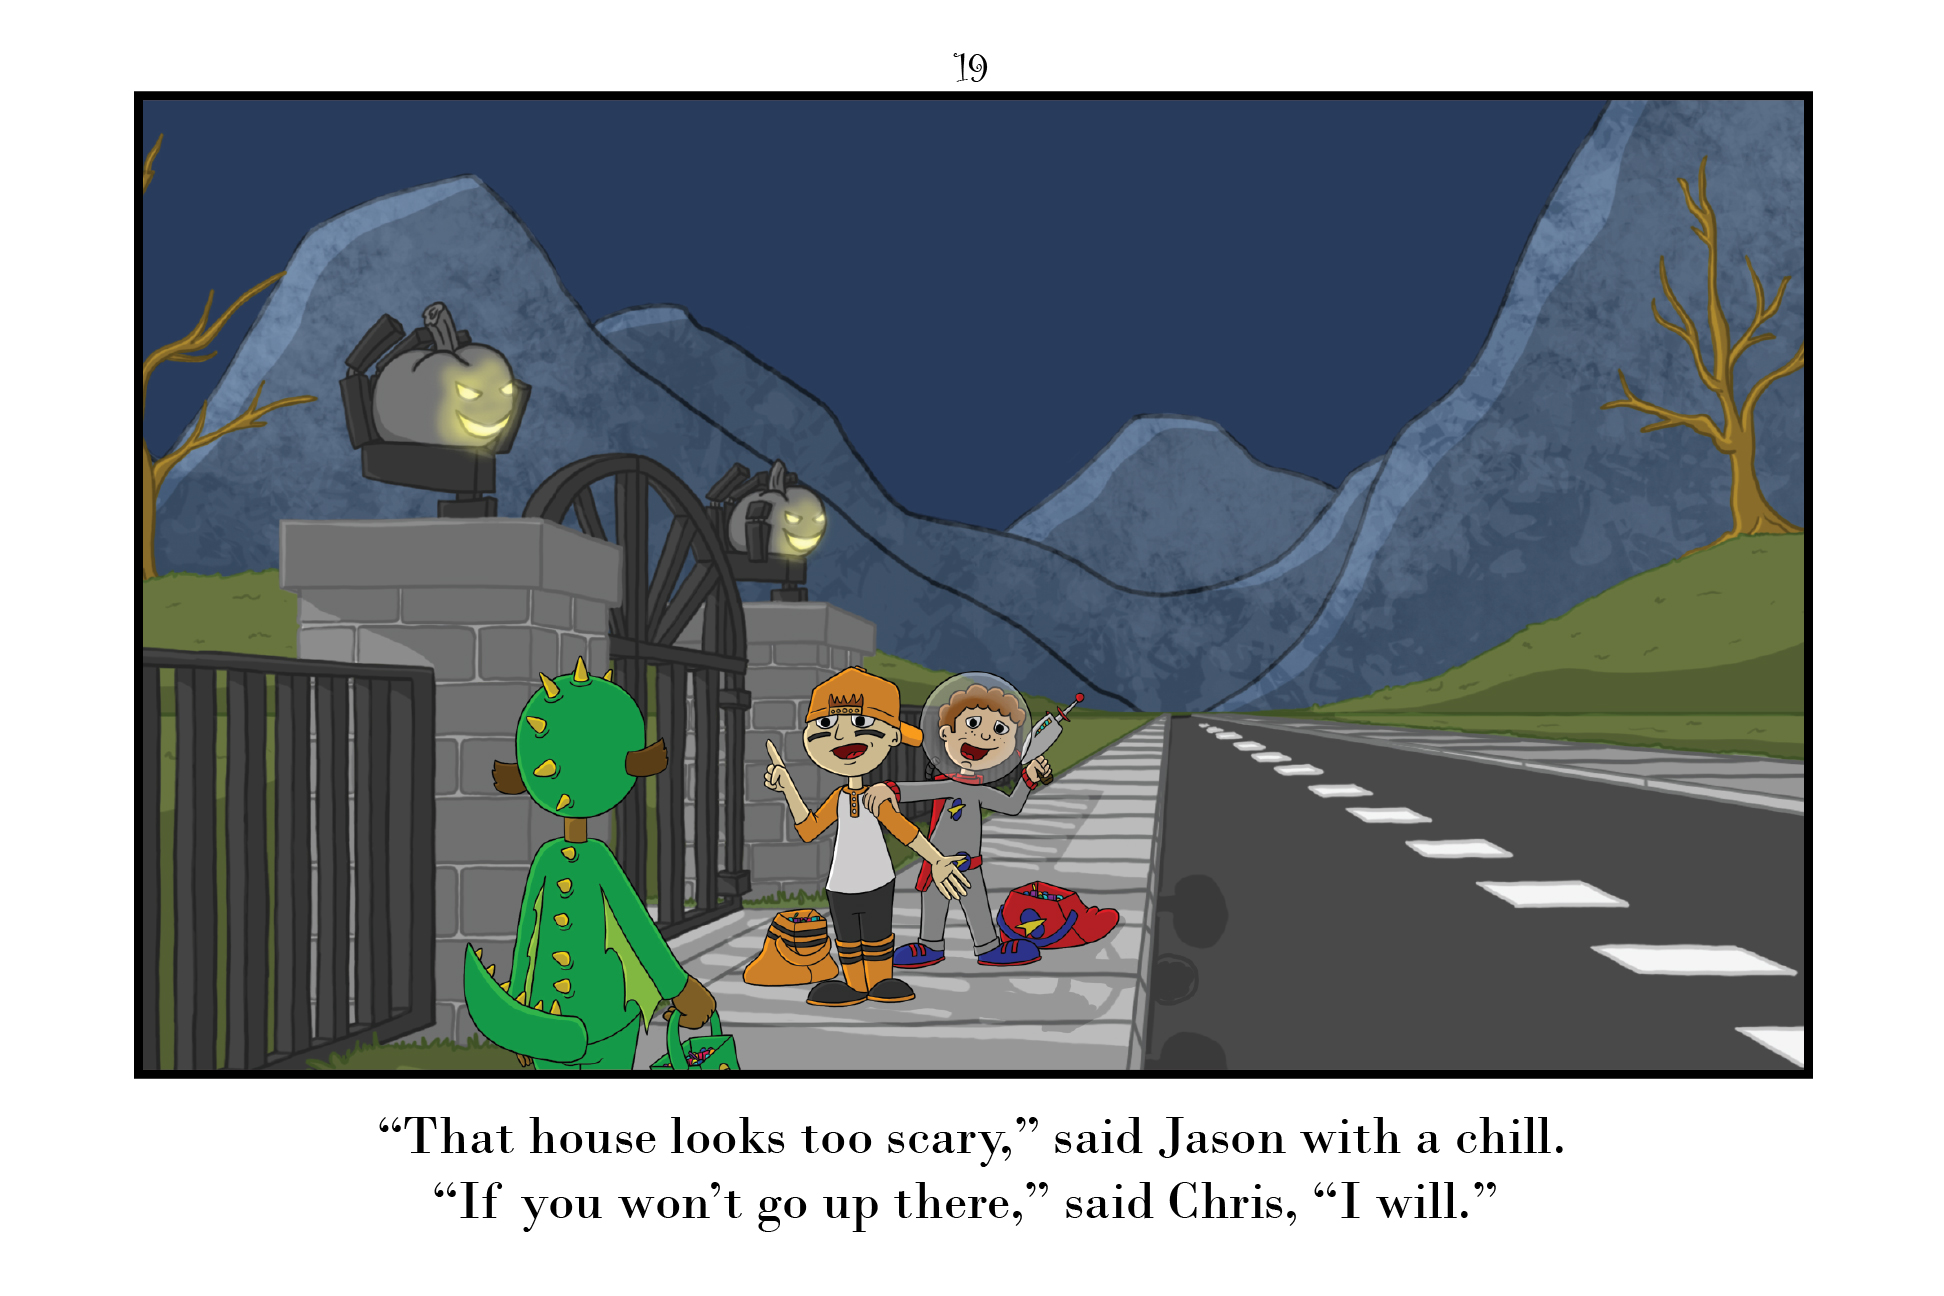 19
“That house looks too scary,” said Jason with a chill.
“If you won’t go up there,” said Chris, “I will.”